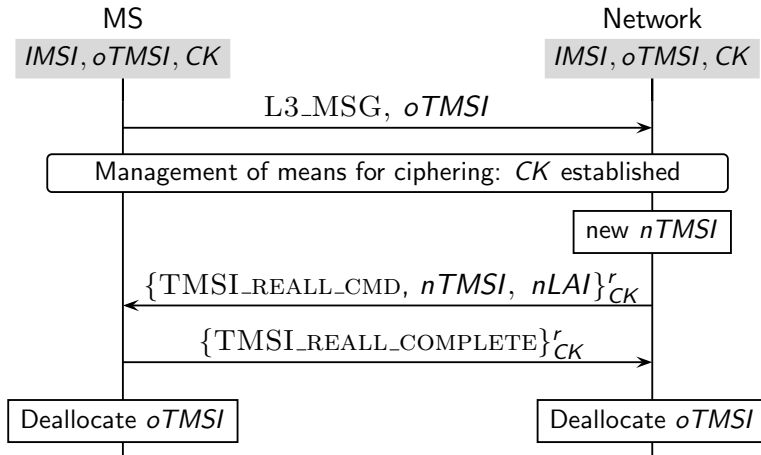 MS Network
IMSI, oTMSI, CK IMSI, oTMSI, CK
L3_MSG, oTMSI
Management of means for ciphering: CK established
new nTMSI
{TMSI_REALL_CMD, nTMSI, nLAI}^r_CK
{TMSI_REALL_COMPLETE}^r_CK
Deallocate oTMSI Deallocate oTMSI